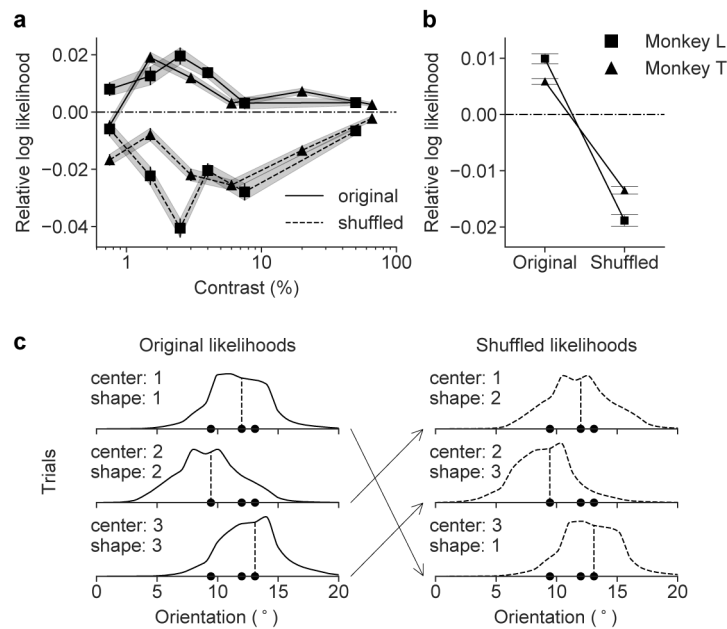 a
Relative log likelihood
0.02
0.00
−0.02
−0.04
original
shuffled
1
10
100
Contrast (%)
b
Relative log likelihood
0.01
0.00
−0.01
−0.02
Monkey L
Monkey T
Original
Shuffled
c
Original likelihoods
Shuffled likelihoods
Trials
center: 1
shape: 1
center: 2
shape: 2
center: 3
shape: 3
0 5 10 15 20
Orientation (°)
center: 1
shape: 2
center: 2
shape: 3
center: 3
shape: 1
0 5 10 15 20
Orientation (°)